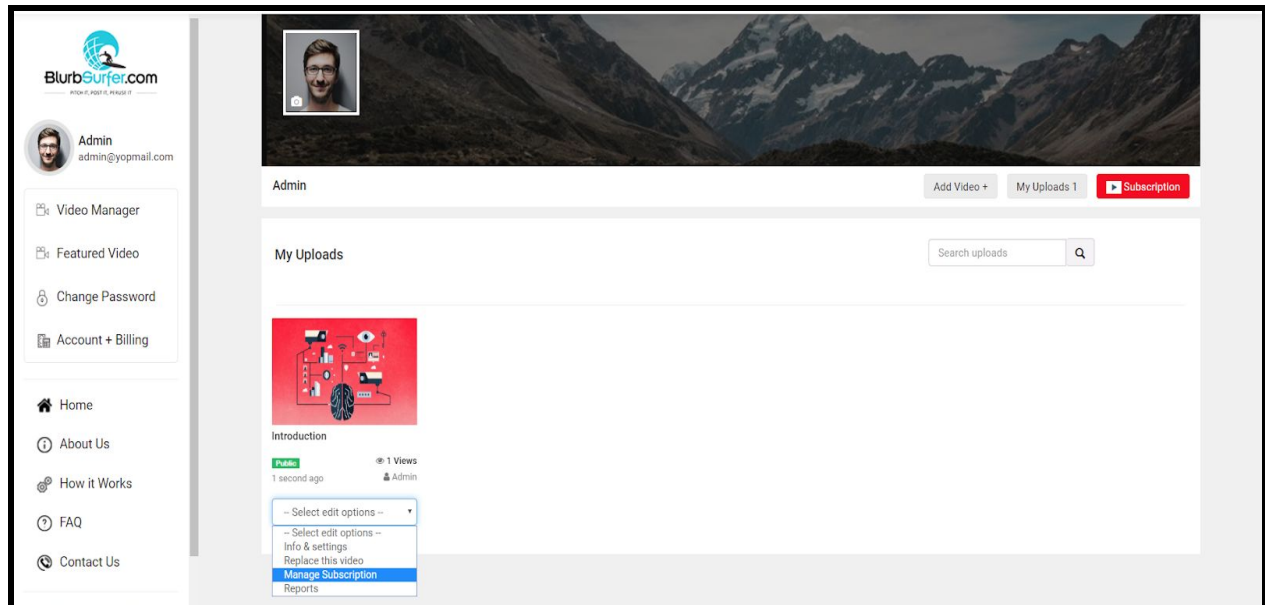 BlurbSurfer.com
PITCH IT, POST IT, PERUSE IT
Admin
admin@yopmail.com
Video Manager
Featured Video
Change Password
Account + Billing
Home
About Us
How it Works
FAQ
Contact Us
Admin
Add Video +
My Uploads 1
Subscription
My Uploads
Search uploads
Introduction
Public
1 Views
1 second ago
Admin
-- Select edit options --
-- Select edit options --
Info & settings
Replace this video
Manage Subscription
Reports